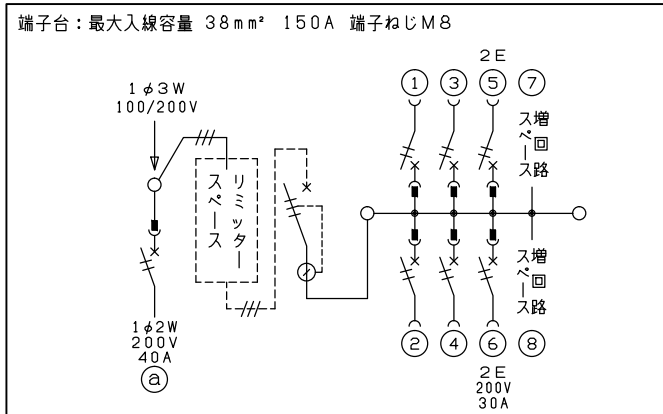 端子台：最大入線容量 38mm² 150A 端子ねじM8
1φ3W
100/200V
リミッター
スペース
1φ2W
200V
40A
a
2E
1 3 5 7
増回路
スペース
増回路
スペース
2 4 6 8
2E
200V
30A